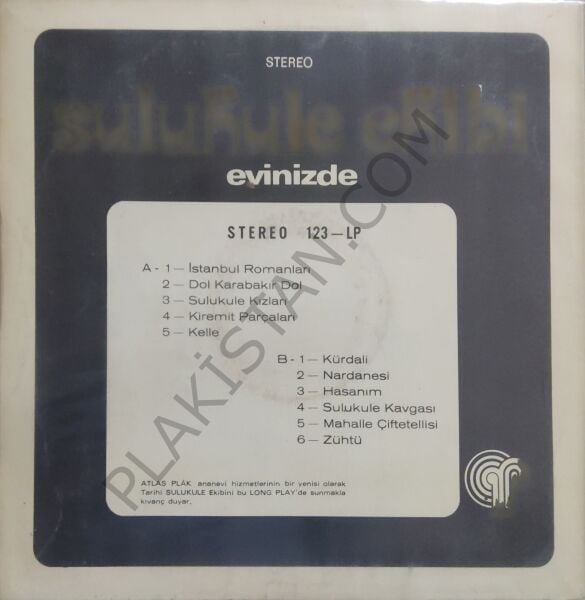 STEREO
sulukule ekibi
evinizde
STEREO 123-LP
A - 1 - İstanbul Romanları
2 - Dol Karabakır Dol
3 - Sulukule Kızları
4 - Kiremit Parçaları
5 - Kelle
B - 1 - Kürdali
2 - Nardanesi
3 - Hasanım
4 - Sulukule Kavgası
5 - Mahalle Çiftetellisi
6 - Zühtü
ATLAS PLÂK ananevi hizmetlerinin bir yenisi olarak
Tarihi SULUKULE Ekibini bu LONG PLAY'de sunmakla
kıvanç duyar.
PLAKİSTAN.COM